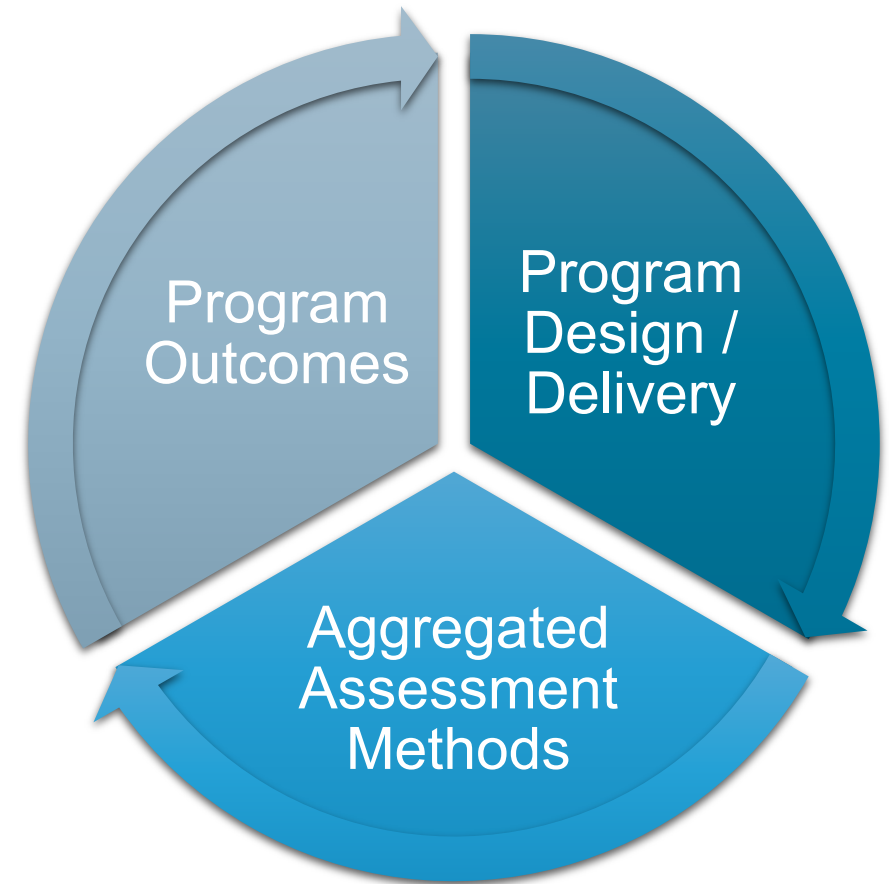 Program
Outcomes
Program
Design /
Delivery
Aggregated
Assessment
Methods